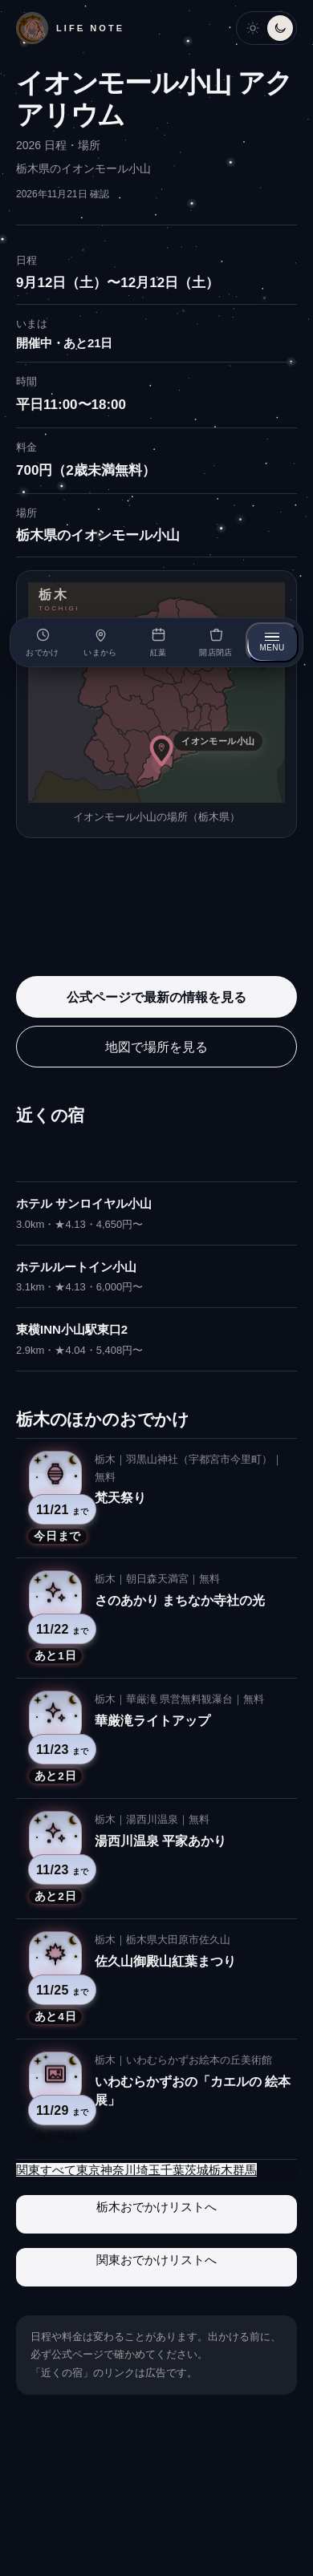 LIFE NOTE
イオンモール小山 アク
アリウム
2026 日程・場所
栃木県のイオンモール小山
2026年11月21日 確認
日程
9月12日（土）〜12月12日（土）
いまは
開催中・あと21日
時間
平日11:00〜18:00
料金
700円（2歳未満無料）
場所
栃木県のイオンモール小山
栃木
TOCHIGI
おでかけ
いまから
紅葉
開店閉店
MENU
イオンモール小山
イオンモール小山の場所（栃木県）
公式ページで最新の情報を見る
地図で場所を見る
近くの宿
ホテル サンロイヤル小山
3.0km・★4.13・4,650円〜
ホテルルートイン小山
3.1km・★4.13・6,000円〜
東横INN小山駅東口2
2.9km・★4.04・5,408円〜
栃木のほかのおでかけ
栃木｜羽黒山神社（宇都宮市今里町）｜
無料
梵天祭り
11/21 まで
今日まで
栃木｜朝日森天満宮｜無料
さのあかり まちなか寺社の光
11/22 まで
あと1日
栃木｜華厳滝 県営無料観瀑台｜無料
華厳滝ライトアップ
11/23 まで
あと2日
栃木｜湯西川温泉｜無料
湯西川温泉 平家あかり
11/23 まで
あと2日
栃木｜栃木県大田原市佐久山
佐久山御殿山紅葉まつり
11/25 まで
あと4日
栃木｜いわむらかずお絵本の丘美術館
いわむらかずおの「カエルの 絵本
展」
11/29 まで
関東すべて東京神奈川埼玉千葉茨城栃木群馬
栃木おでかけリストへ
関東おでかけリストへ
日程や料金は変わることがあります。出かける前に、
必ず公式ページで確かめてください。
「近くの宿」のリンクは広告です。